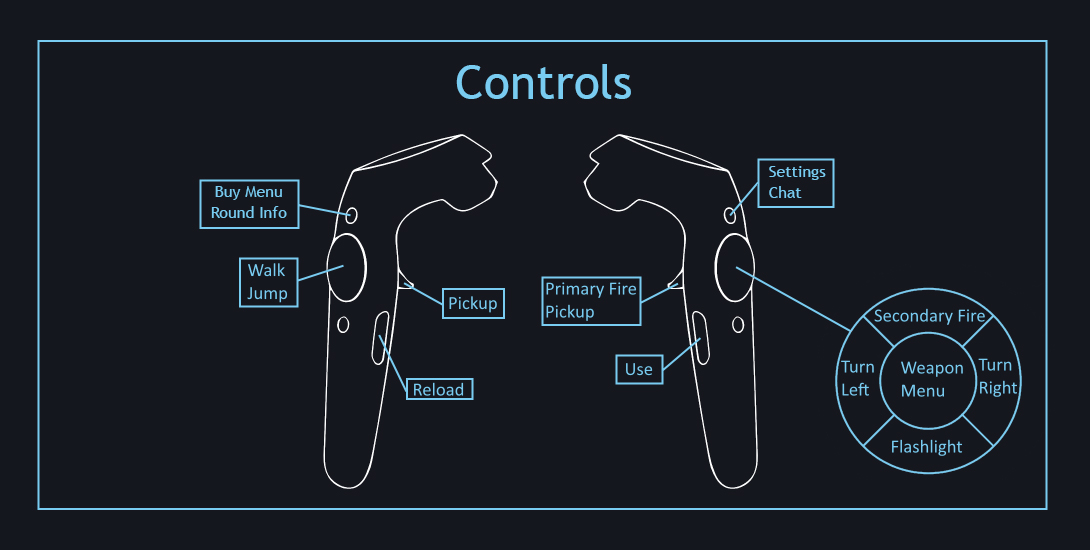 Controls
Buy Menu
Round Info
Walk
Jump
Pickup
Reload
Settings
Chat
Primary Fire
Pickup
Use
Secondary Fire
Turn
Left
Weapon
Menu
Turn
Right
Flashlight